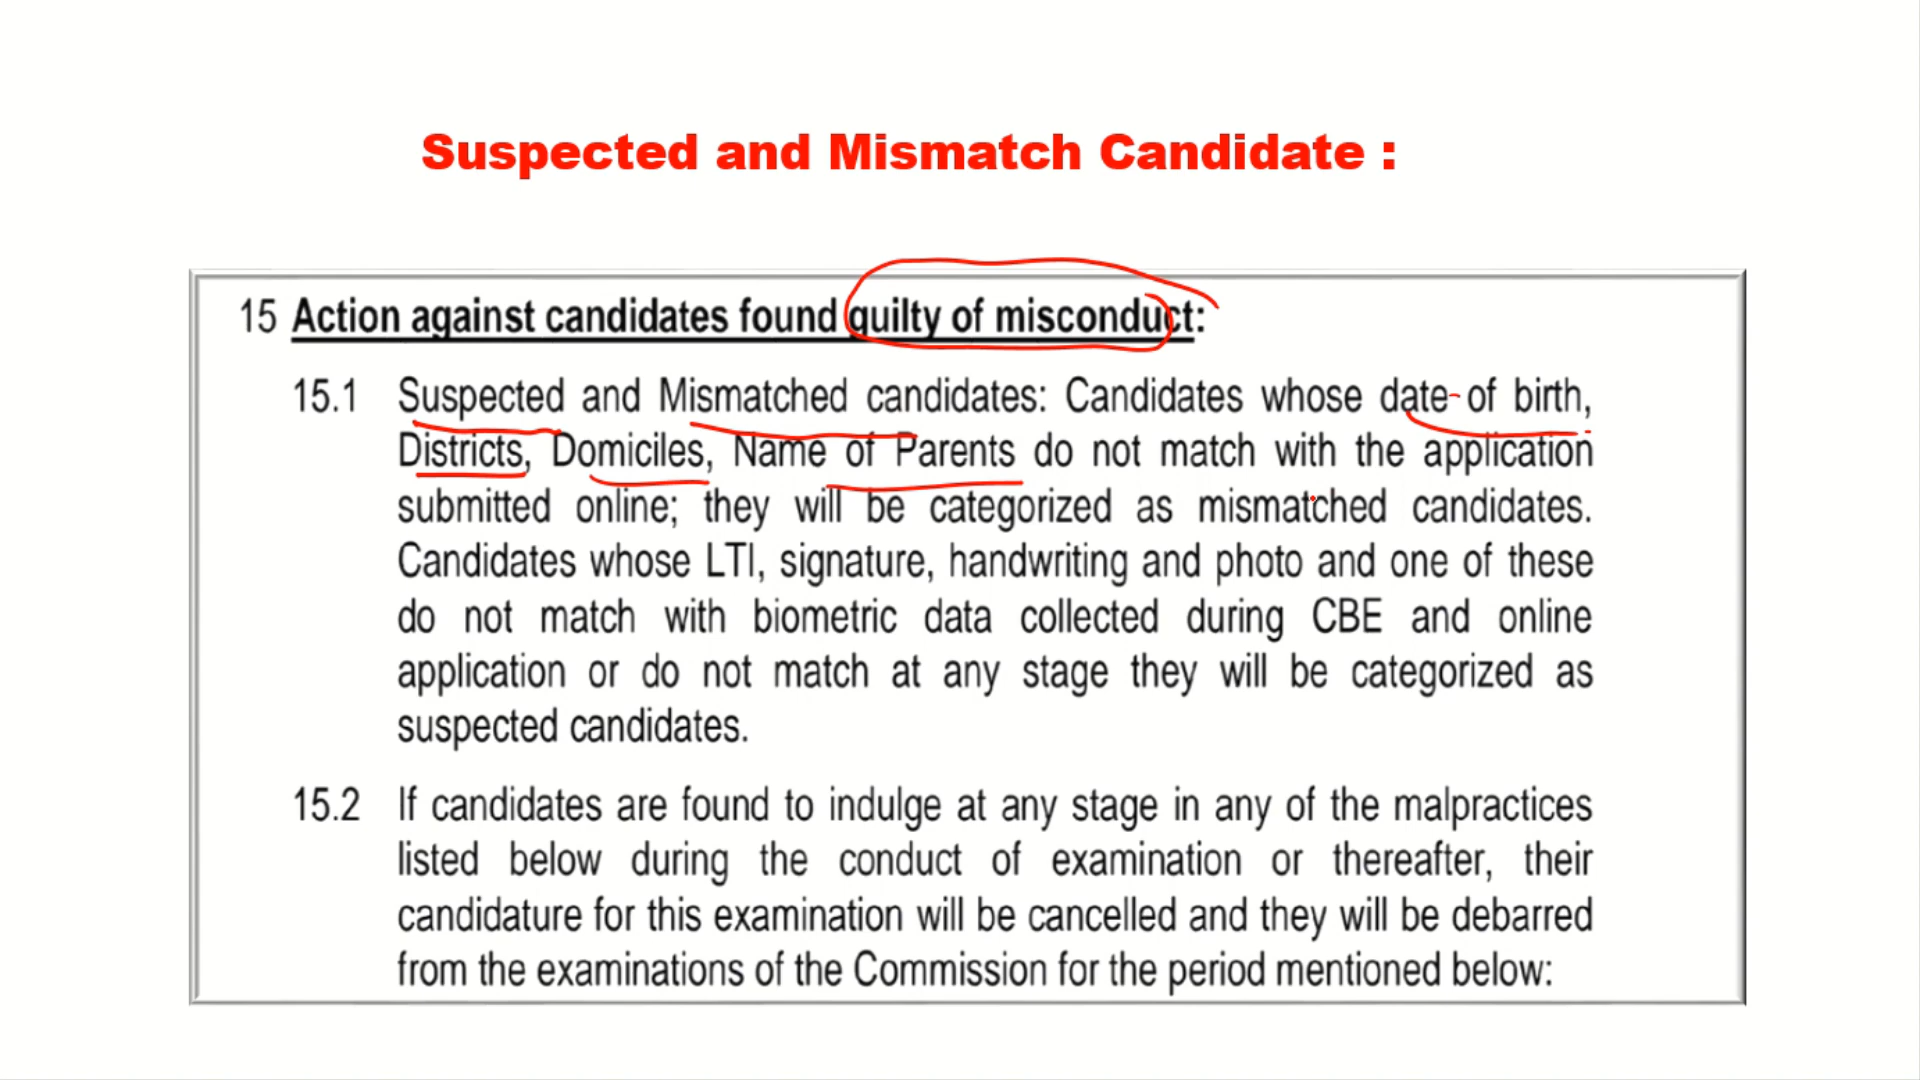 Suspected and Mismatch Candidate :
15 Action against candidates found guilty of misconduct:
15.1 Suspected and Mismatched candidates: Candidates whose date of birth,
Districts, Domiciles, Name of Parents do not match with the application
submitted online; they will be categorized as mismatched candidates.
Candidates whose LTI, signature, handwriting and photo and one of these
do not match with biometric data collected during CBE and online
application or do not match at any stage they will be categorized as
suspected candidates.
15.2 If candidates are found to indulge at any stage in any of the malpractices
listed below during the conduct of examination or thereafter, their
candidature for this examination will be cancelled and they will be debarred
from the examinations of the Commission for the period mentioned below: